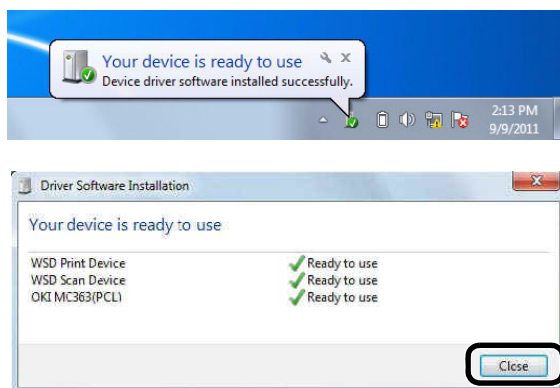 Your device is ready to use
Device driver software installed successfully.
2:13 PM
9/9/2011
Driver Software Installation
Your device is ready to use
WSD Print Device Ready to use
WSD Scan Device Ready to use
OKI MC363(PCL) Ready to use
Close